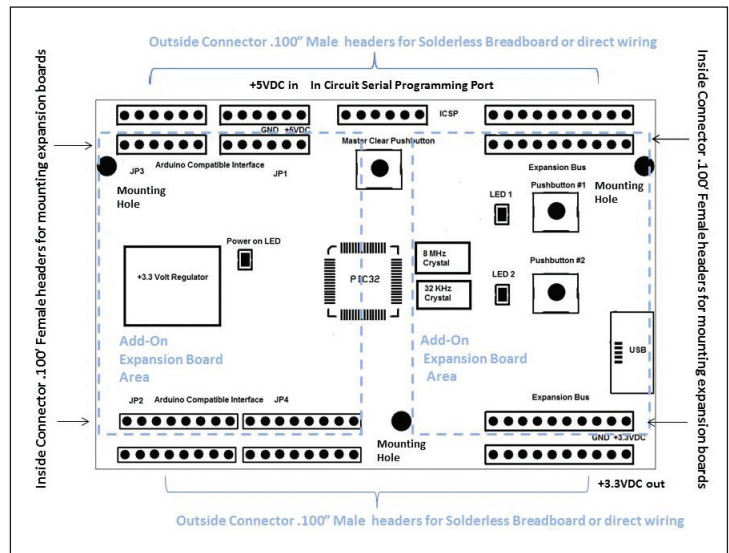 Outside Connector .100” Male headers for Solderless Breadboard or direct wiring
+5VDC in In Circuit Serial Programming Port
ICSP
GND +5VDC
Master Clear Pushbutton
JP3
Arduino Compatible Interface
JP1
Expansion Bus
Mounting
Hole
LED 1
Pushbutton #1
Mounting
Hole
Power on LED
+3.3 Volt Regulator
PIC32
8 MHz
Crystal
32 KHz
Crystal
LED 2
Pushbutton #2
Add-On
Expansion Board
Area
Add-On
Expansion Board
Area
USB
JP2 Arduino Compatible Interface JP4
Expansion Bus
Mounting
Hole
GND +3.3VDC
+3.3VDC out
Outside Connector .100” Male headers for Solderless Breadboard or direct wiring
Inside Connector .100’ Female headers for mounting expansion boards
Inside Connector .100’ Female headers for mounting expansion boards